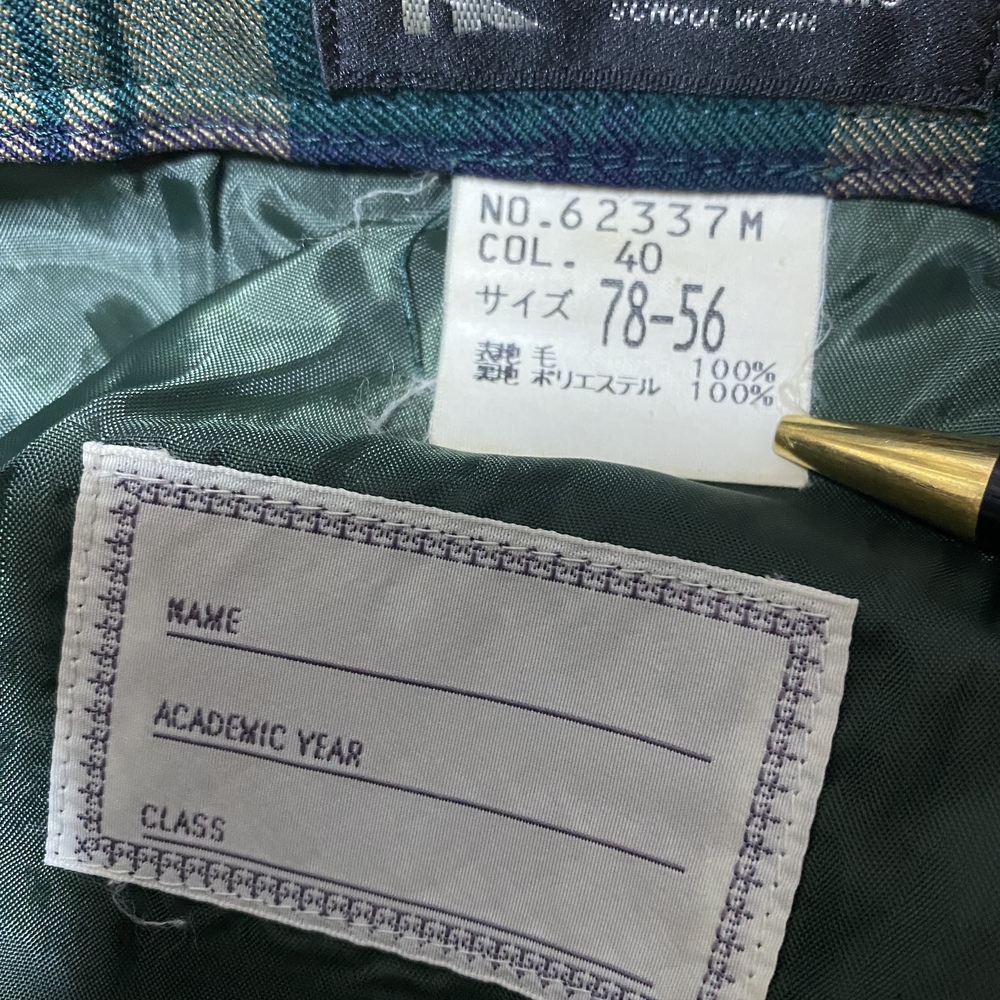 SCHOOL WEAR
NO.62337M
COL. 40
サイズ 78-56
表地 毛 100%
裏地 ポリエステル 100%
NAME
ACADEMIC YEAR
CLASS